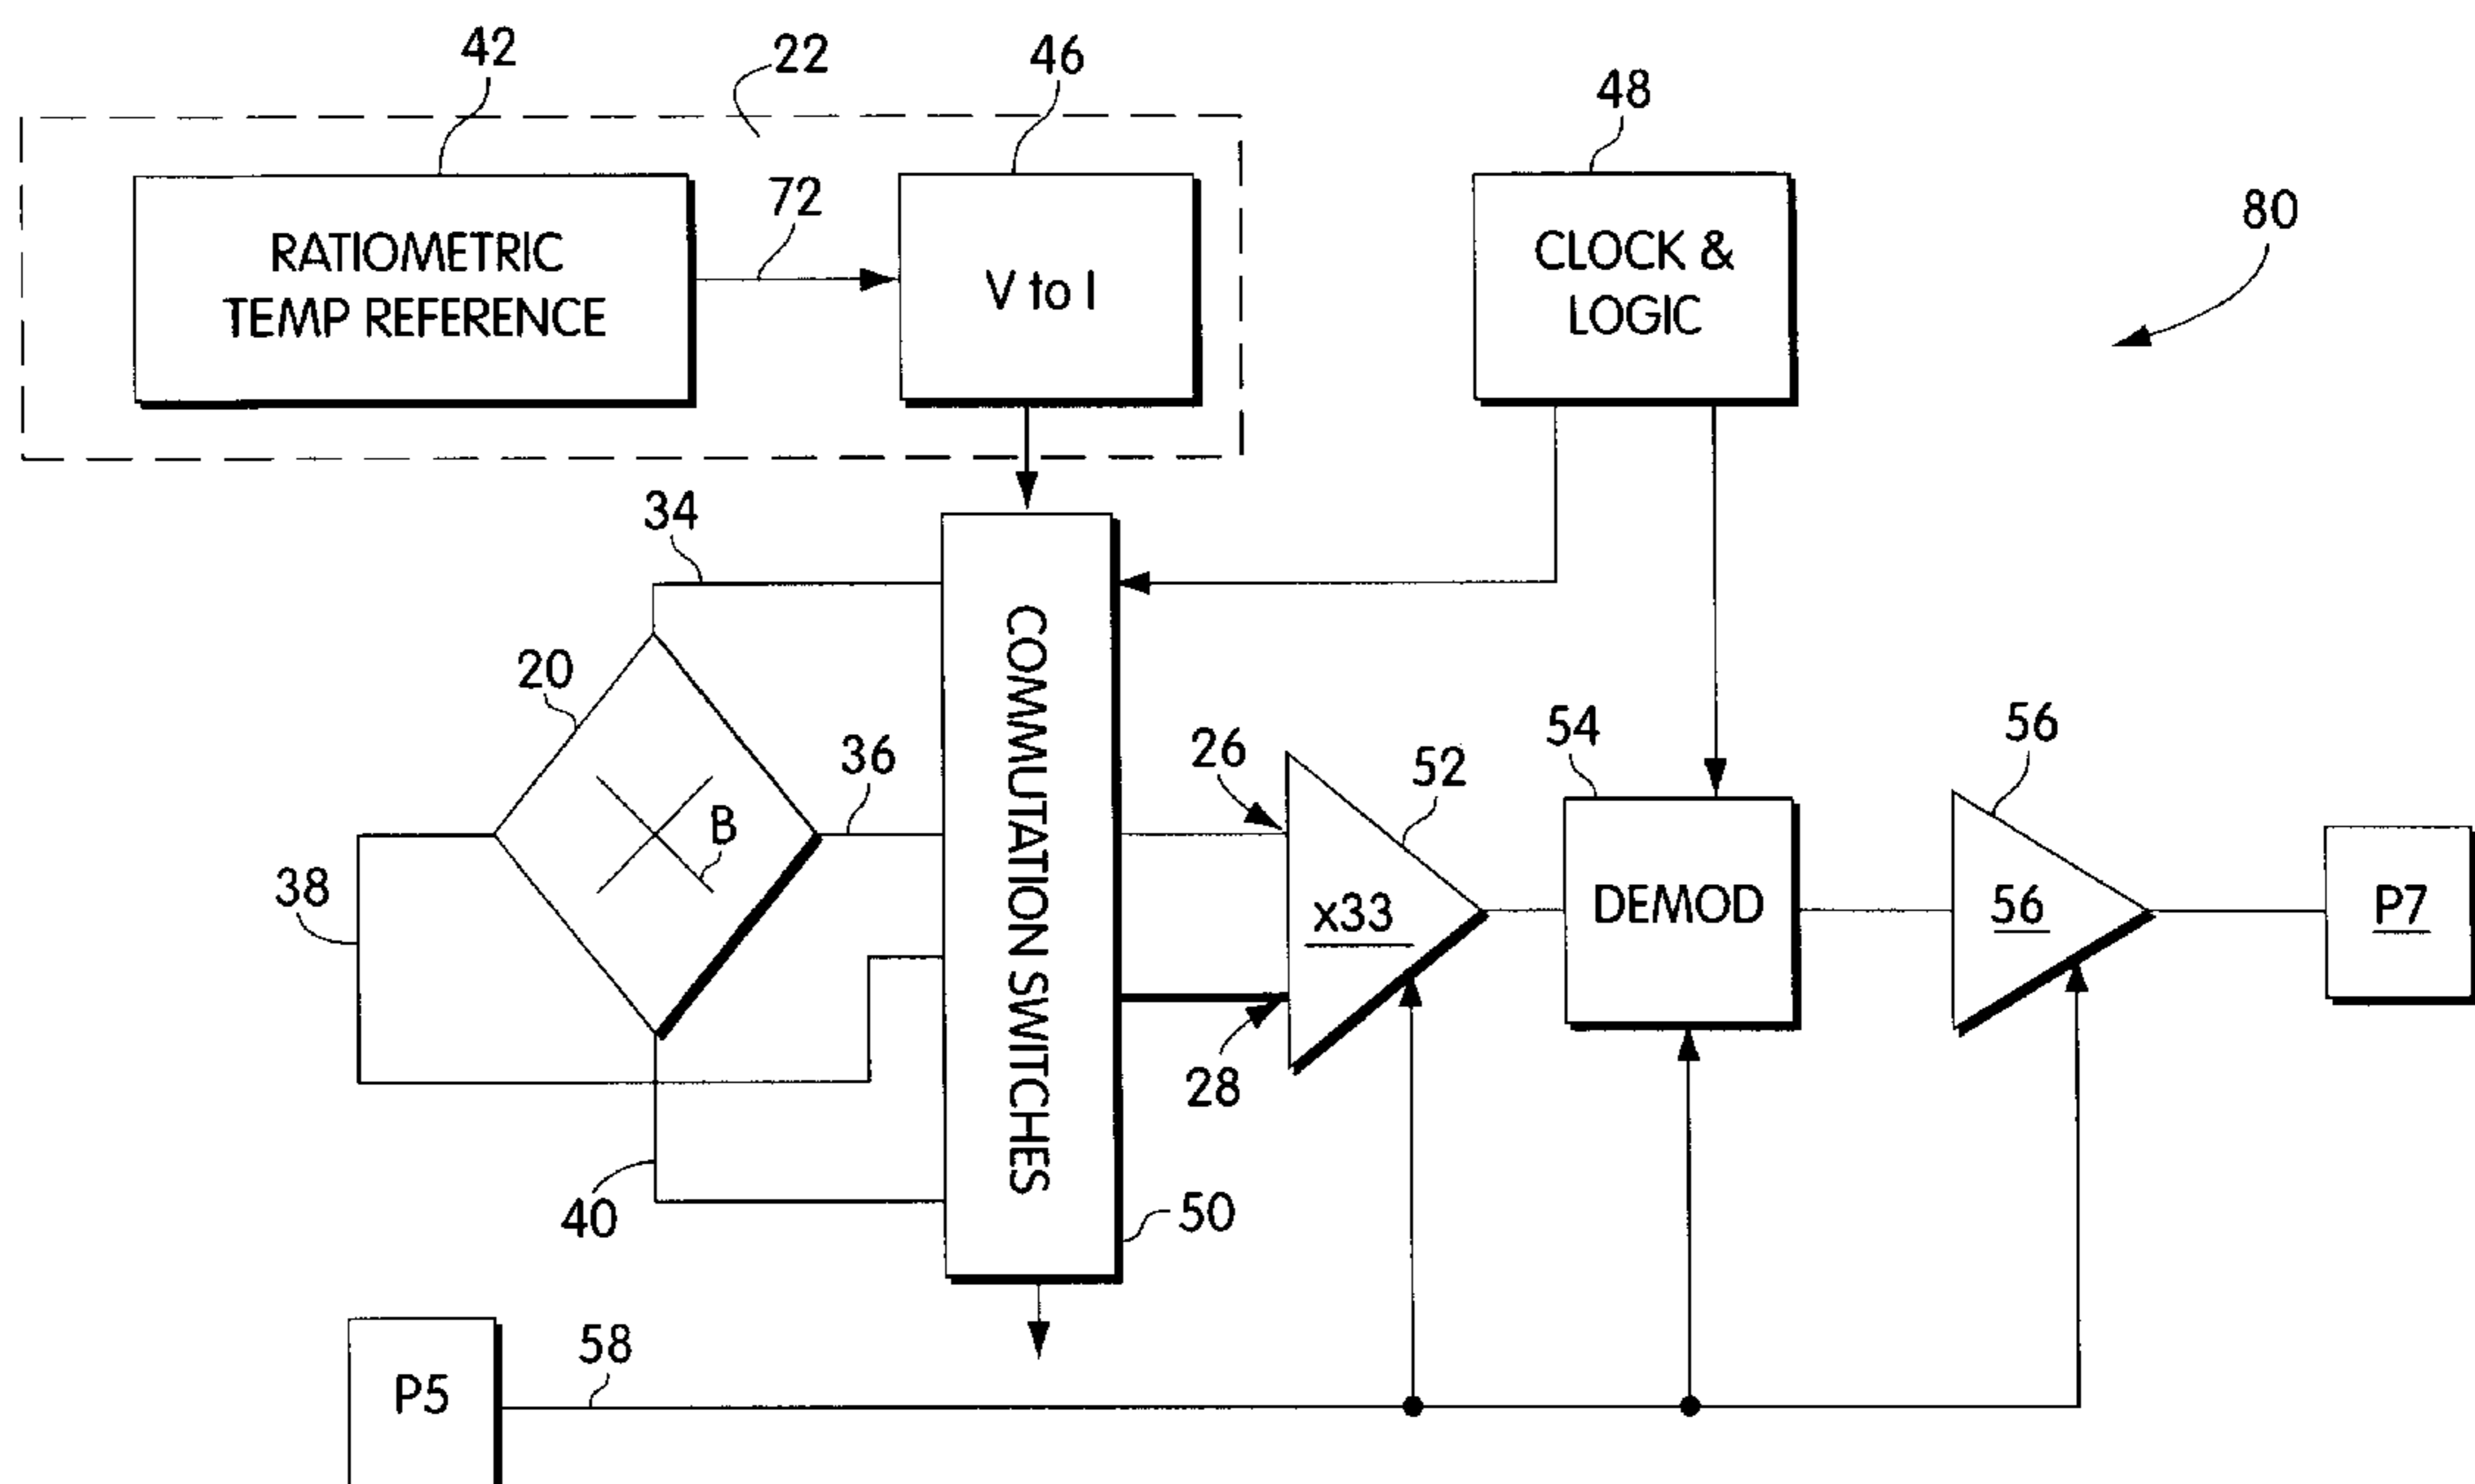 42
22
46
48
80
72
RATIOMETRIC
TEMP REFERENCE
V to I
CLOCK &
LOGIC
34
20
36
B
38
COMMUTATION SWITCHES
26
52
54
56
x33
DEMOD
56
P7
28
40
50
58
P5